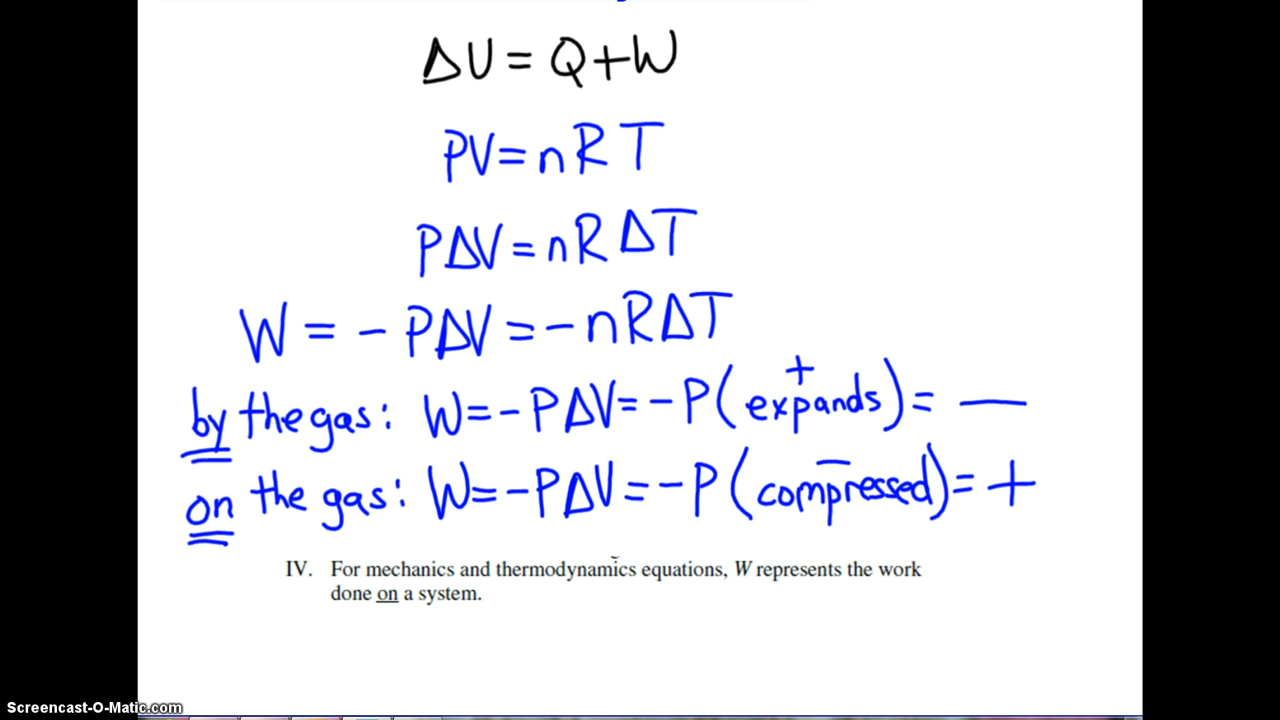 ΔU = Q + W
PV = nRT
PΔV = nRΔT
W = - PΔV = - nRΔT
by the gas: W = - PΔV = - P( expands ) = —
+
on the gas: W = - PΔV = - P( compressed ) = +
—
IV. For mechanics and thermodynamics equations, W represents the work
done on a system.
Screencast-O-Matic.com